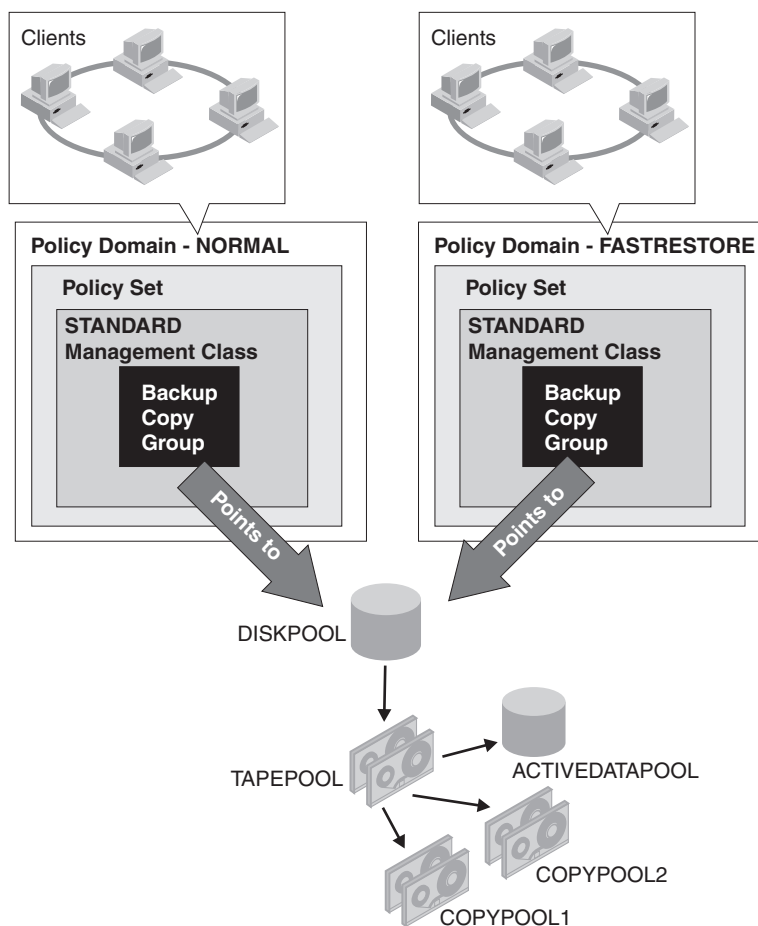 Clients
Policy Domain - NORMAL
Policy Set
STANDARD
Management Class
Backup
Copy
Group
Points to
Clients
Policy Domain - FASTRESTORE
Policy Set
STANDARD
Management Class
Backup
Copy
Group
Points to
DISKPOOL
TAPEPOOL
ACTIVEDATAPOOL
COPYPOOL2
COPYPOOL1